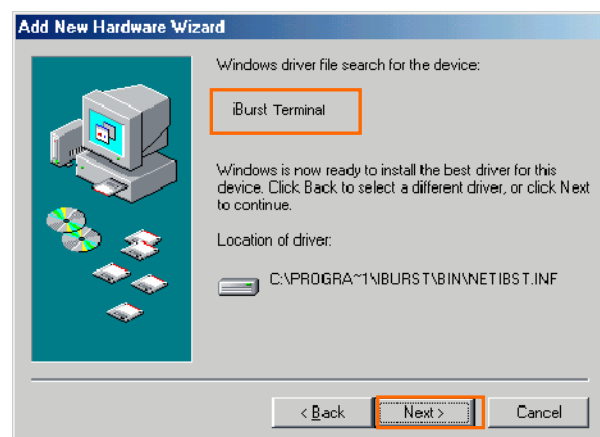 Add New Hardware Wizard
Windows driver file search for the device:
iBurst Terminal
Windows is now ready to install the best driver for this
device. Click Back to select a different driver, or click Next
to continue.
Location of driver:
C:\PROGRA~1\IBURST\BIN\NETIBST.INF
< Back
Next >
Cancel